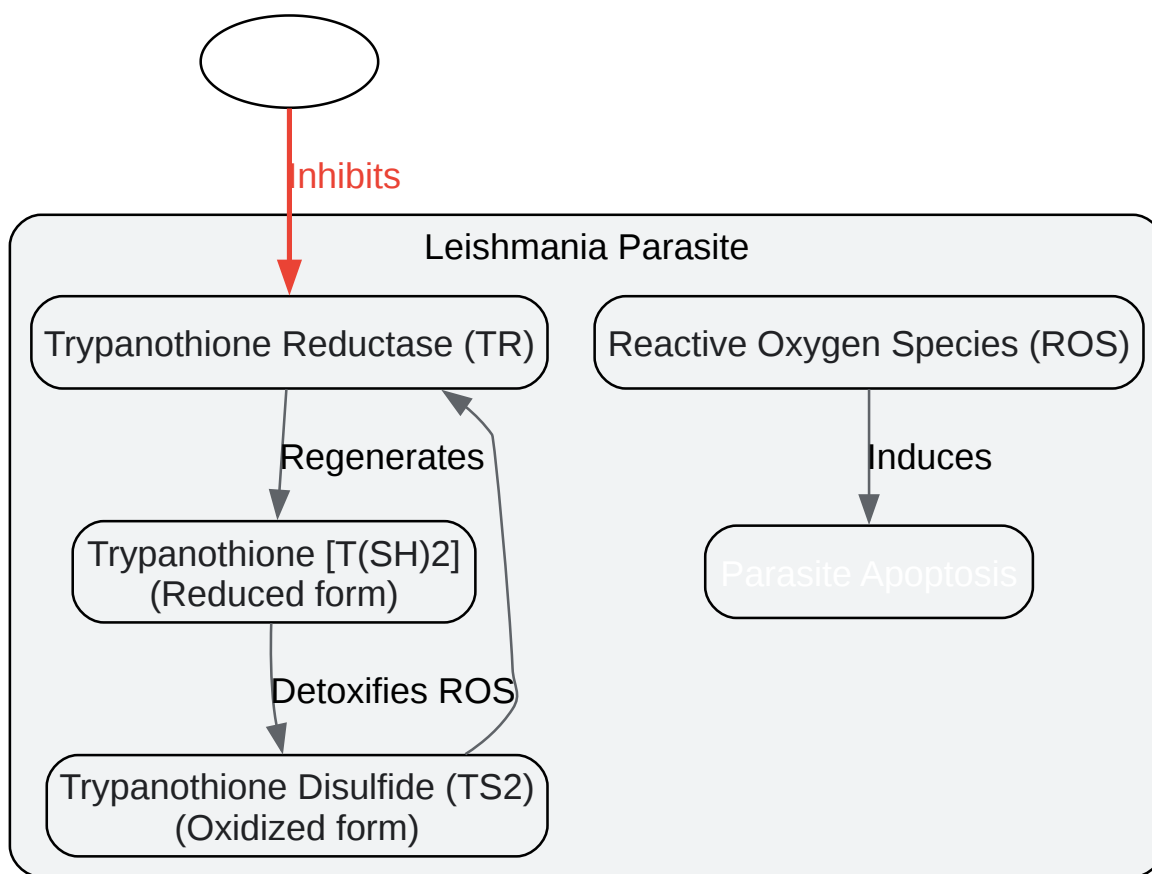 Inhibits
Leishmania Parasite
Trypanothione Reductase (TR)
Reactive Oxygen Species (ROS)
Regenerates
Induces
Trypanothione [T(SH)2]
(Reduced form)
Parasite Apoptosis
Detoxifies ROS
Trypanothione Disulfide (TS2)
(Oxidized form)